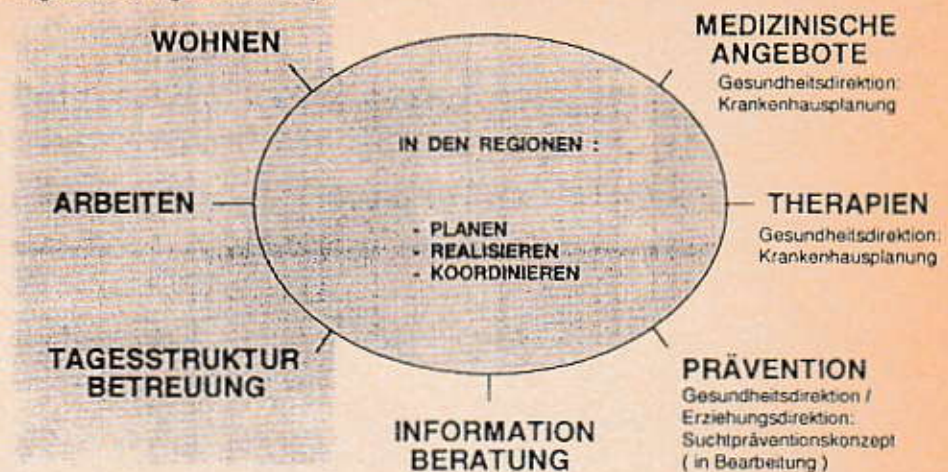 WOHNEN
MEDIZINISCHE
ANGEBOTE
Gesundheitsdirektion:
Krankenhausplanung
IN DEN REGIONEN :
- PLANEN
- REALISIEREN
- KOORDINIEREN
ARBEITEN
THERAPIEN
Gesundheitsdirektion:
Krankenhausplanung
TAGESSTRUKTUR
BETREUUNG
INFORMATION
BERATUNG
PRÄVENTION
Gesundheitsdirektion /
Erziehungsdirektion:
Suchtpräventionskonzept
( in Bearbeitung )